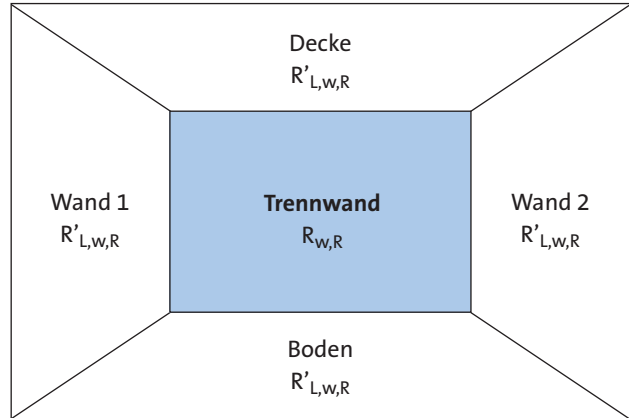 Decke
R'L,w,R
Wand 1
R'L,w,R
Trennwand
Rw,R
Wand 2
R'L,w,R
Boden
R'L,w,R